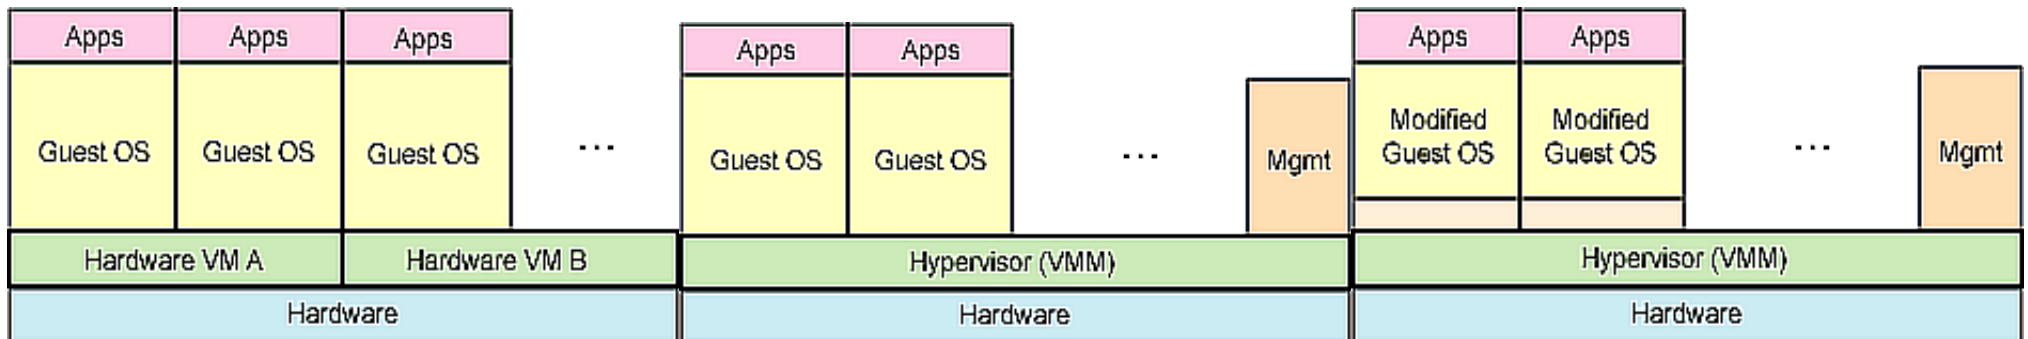 Apps Apps Apps
Guest OS Guest OS Guest OS ...
Hardware VM A Hardware VM B
Hardware
Apps Apps
Guest OS Guest OS ... Mgmt
Hypervisor (VMM)
Hardware
Apps Apps
Modified Modified
Guest OS Guest OS ... Mgmt
Hypervisor (VMM)
Hardware